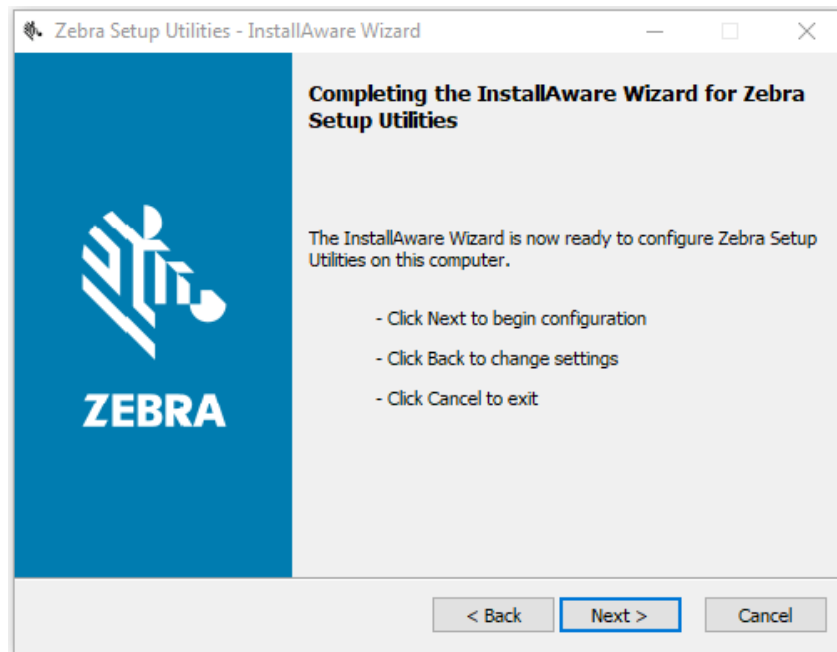 Zebra Setup Utilities - InstallAware Wizard
Completing the InstallAware Wizard for Zebra
Setup Utilities
The InstallAware Wizard is now ready to configure Zebra Setup
Utilities on this computer.
- Click Next to begin configuration
- Click Back to change settings
- Click Cancel to exit
ZEBRA
< Back
Next >
Cancel